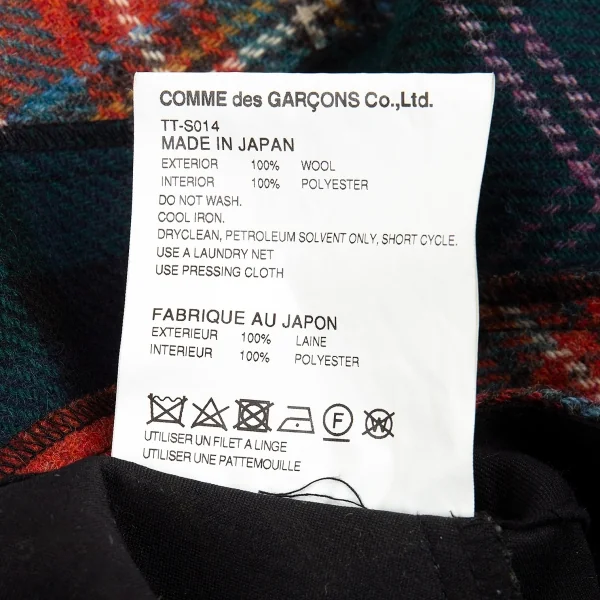 COMME des GARÇONS Co.,Ltd.
TT-S014
MADE IN JAPAN
EXTERIOR 100% WOOL
INTERIOR 100% POLYESTER
DO NOT WASH.
COOL IRON.
DRYCLEAN, PETROLEUM SOLVENT ONLY, SHORT CYCLE.
USE A LAUNDRY NET
USE PRESSING CLOTH
FABRIQUE AU JAPON
EXTERIEUR 100% LAINE
INTERIEUR 100% POLYESTER
F W
UTILISER UN FILET A LINGE
UTILISER UNE PATTEMOUILLE